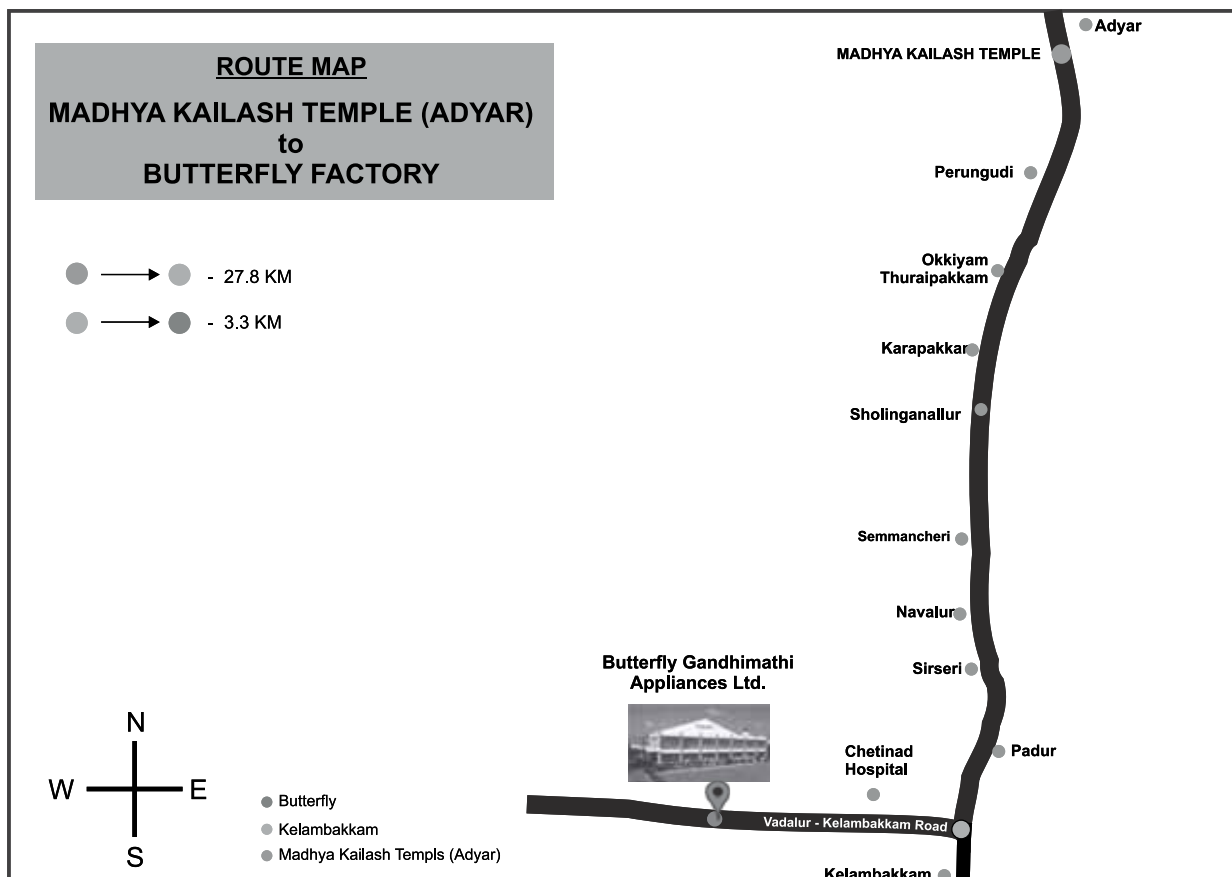 ROUTE MAP
MADHYA KAILASH TEMPLE (ADYAR)
to
BUTTERFLY FACTORY
- 27.8 KM
- 3.3 KM
Adyar
MADHYA KAILASH TEMPLE
Perungudi
Okkiyam
Thuraipakkam
Karapakkar
Sholinganallur
Semmancheri
Navalur
Sirseri
Butterfly Gandhimathi
Appliances Ltd.
Padur
Chetinad
Hospital
Vadalur - Kelambakkam Road
Kelambakkam
N
W
E
S
Butterfly
Kelambakkam
Madhya Kailash Templs (Adyar)